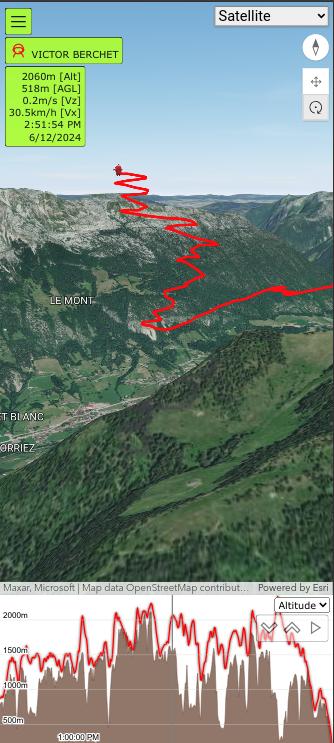 Satellite
VICTOR BERCHET
2060m [Alt]
518m [AGL]
0.2m/s [Vz]
30.5km/h [Vx]
2:51:54 PM
6/12/2024
LE MONT
T BLANC
ORRIEZ
Maxar, Microsoft | Map data OpenStreetMap contribut... Powered by Esri
Altitude
2000m
1500m
1000m
500m
1:00:00 PM